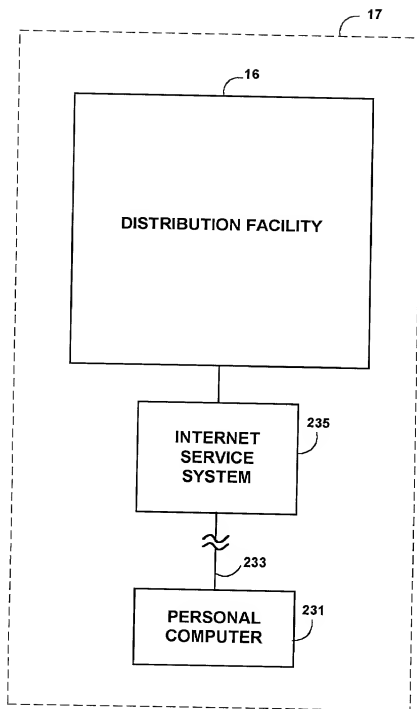 17
16
DISTRIBUTION FACILITY
INTERNET
SERVICE
SYSTEM
235
233
PERSONAL
COMPUTER
231